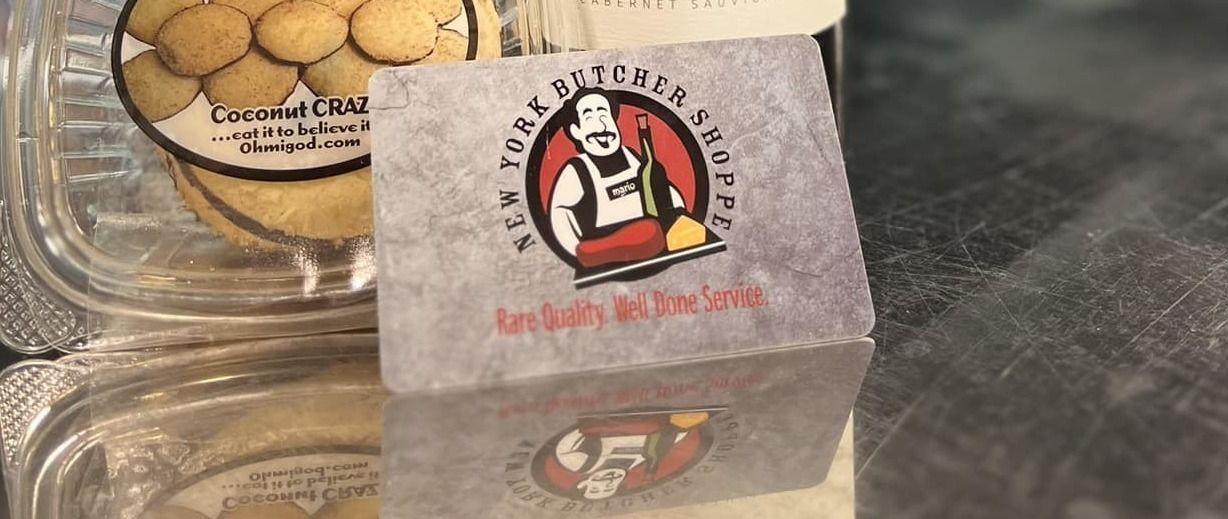 CABERNET SAUVIG
Coconut CRAZ
...eat it to believe it
Ohmigod.com
NEW YORK BUTCHER SHOPPE
mario
Rare Quality. Well Done Service.